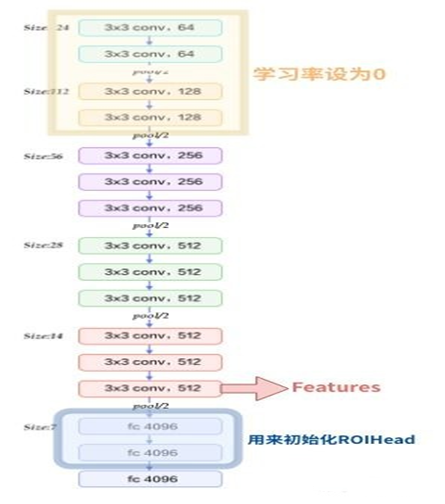 3x3 conv, 64
3x3 conv, 64
pool/2
学习率设为0
3x3 conv, 128
3x3 conv, 128
pool/2
Size:56
3x3 conv, 256
3x3 conv, 256
3x3 conv, 256
pool/2
Size:28
3x3 conv, 512
3x3 conv, 512
3x3 conv, 512
pool/2
Size:14
3x3 conv, 512
3x3 conv, 512
3x3 conv, 512
Features
pool/2
Size:7
fc 4096
fc 4096
用来初始化ROIHead
fc 4096